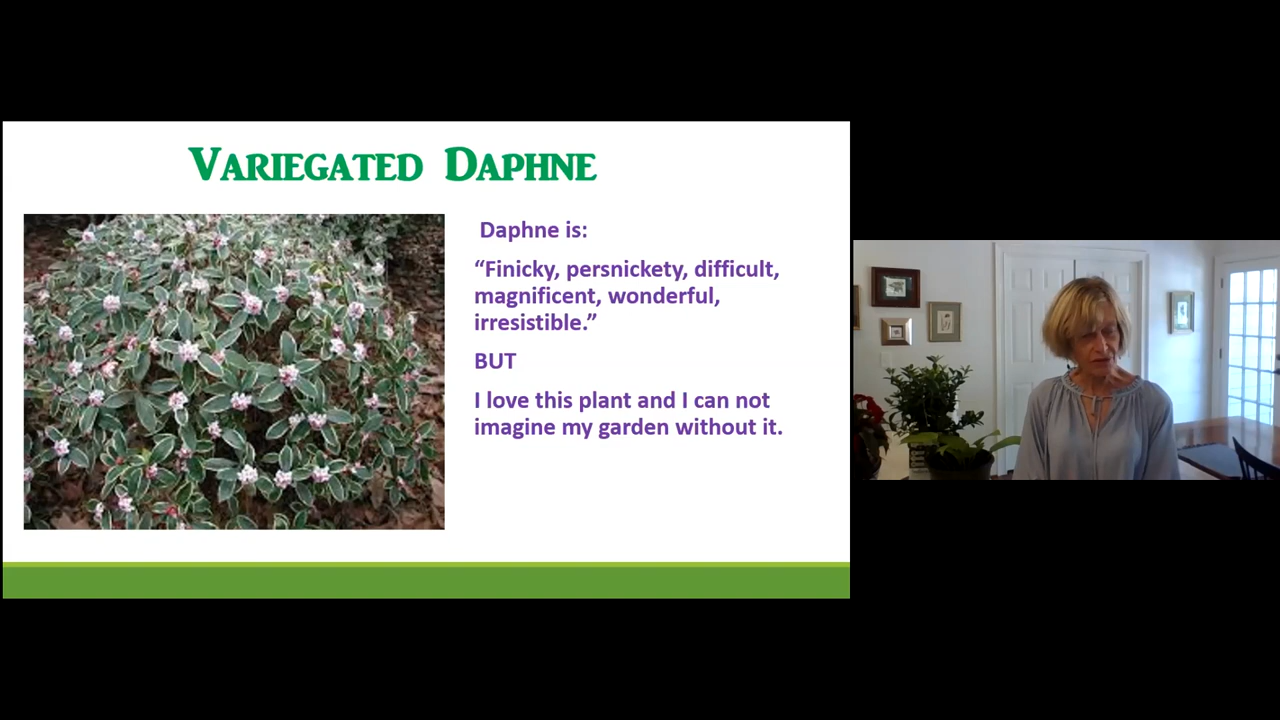 Variegated Daphne
Daphne is:
“Finicky, persnickety, difficult,
magnificent, wonderful,
irresistible.”
BUT
I love this plant and I can not
imagine my garden without it.